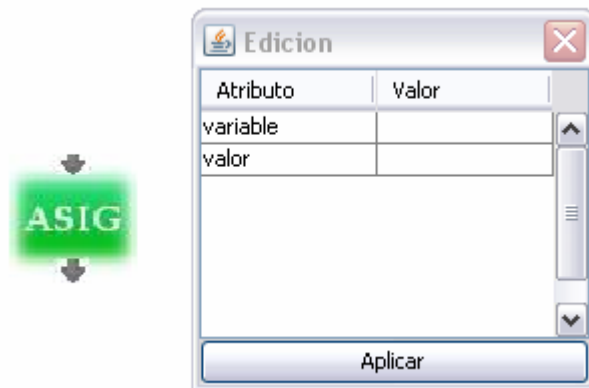 Edicion
Atributo Valor
variable
valor
ASIG
Aplicar